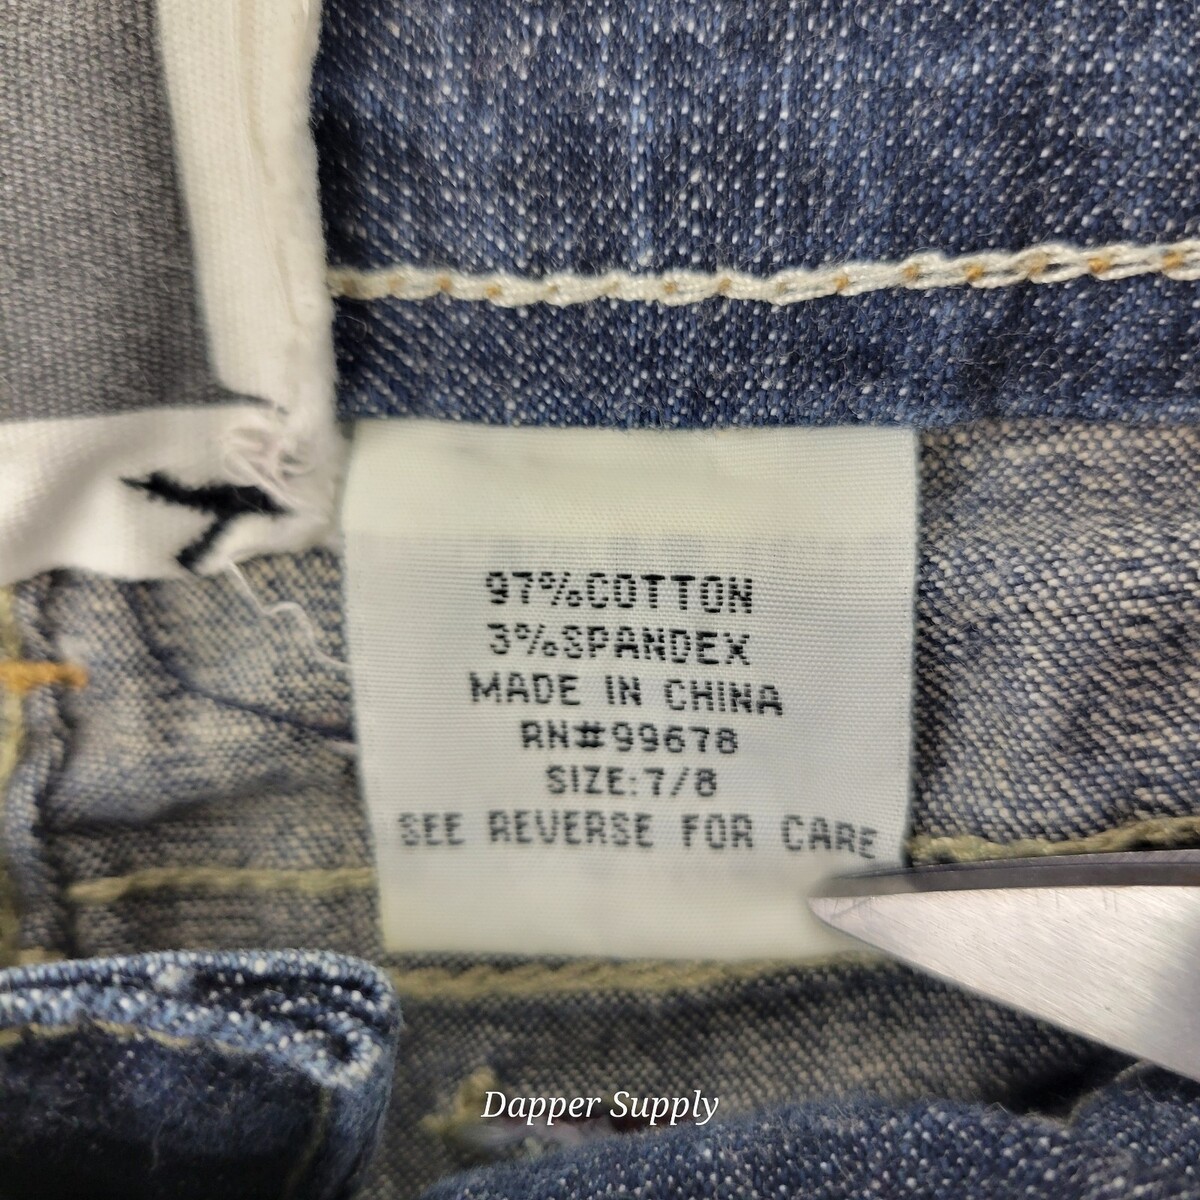 97%COTTON
3%SPANDEX
MADE IN CHINA
RN#99678
SIZE:7/8
SEE REVERSE FOR CARE
Dapper Supply